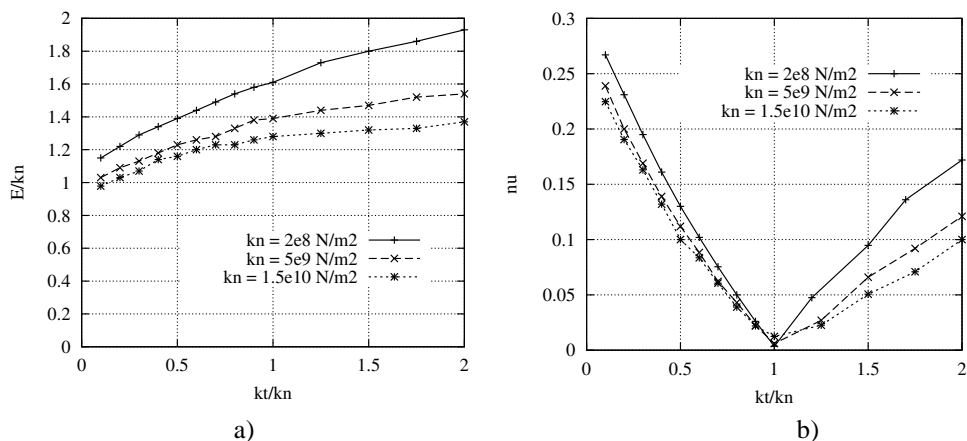 2
1.8
1.6
1.4
1.2
1
0.8
0.6
0.4
0.2
0
E/kn
kn = 2e8 N/m2
kn = 5e9 N/m2
kn = 1.5e10 N/m2
0 0.5 1 1.5 2
kt/kn
a)
0.3
0.25
0.2
0.15
0.1
0.05
0
nu
kn = 2e8 N/m2
kn = 5e9 N/m2
kn = 1.5e10 N/m2
0 0.5 1 1.5 2
kt/kn
b)